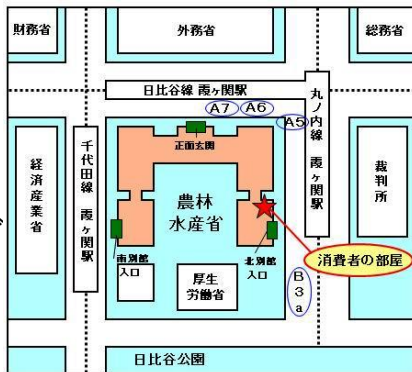 財務省
外務省
総務省
日比谷線 霞ヶ関駅
A7
A6
A5
正面玄関
経済産業省
千代田線 霞ヶ関駅
農林
水産省
丸ノ内線 霞ヶ関駅
裁判所
南別館
入口
北別館
入口
消費者の部屋
厚生
労働省
B3a
日比谷公園